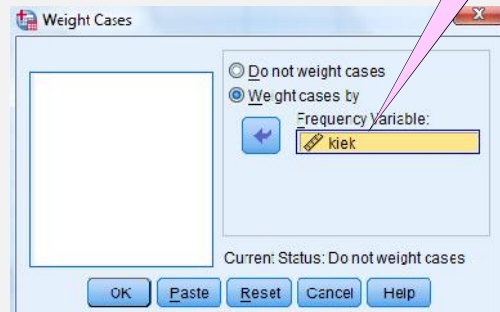 Weight Cases
Do not weight cases
Weight cases by
Frequency Variable:
kiek
Current Status: Do not weight cases
OK Paste Reset Cancel Help